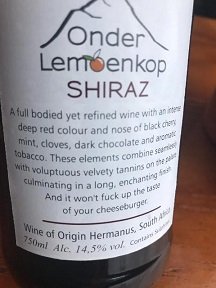 Onder
Lemoenkop
SHIRAZ
A full bodied yet refined wine with an intense
deep red colour and nose of black cherry,
mint, cloves, dark chocolate and aromatic
tobacco. These elements combine seamlessly
with voluptuous velvety tannins on the palate
culminating in a long, enchanting finish.
And it won't fuck up the taste
of your cheeseburger.
Wine of Origin Hermanus, South Africa
750ml Alc. 14,5% vol. Contains